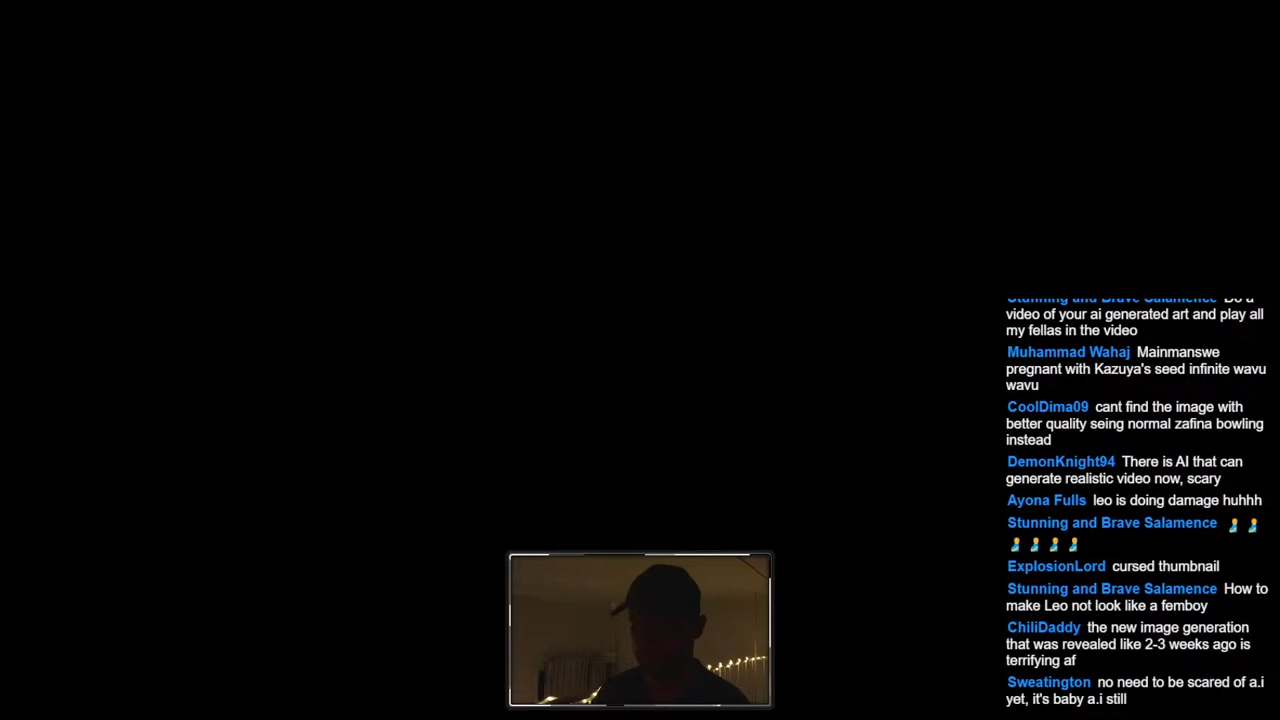 Stunning and Brave Salamence Do a
video of your ai generated art and play all
my fellas in the video
Muhammad Wahaj Mainmanswe
pregnant with Kazuya's seed infinite wavu
wavu
CoolDima09 cant find the image with
better quality seing normal zafina bowling
instead
DemonKnight94 There is AI that can
generate realistic video now, scary
Ayona Fulls leo is doing damage huhhh
Stunning and Brave Salamence
ExplosionLord cursed thumbnail
Stunning and Brave Salamence How to
make Leo not look like a femboy
ChiliDaddy the new image generation
that was revealed like 2-3 weeks ago is
terrifying af
Sweatington no need to be scared of a.i
yet, it's baby a.i still